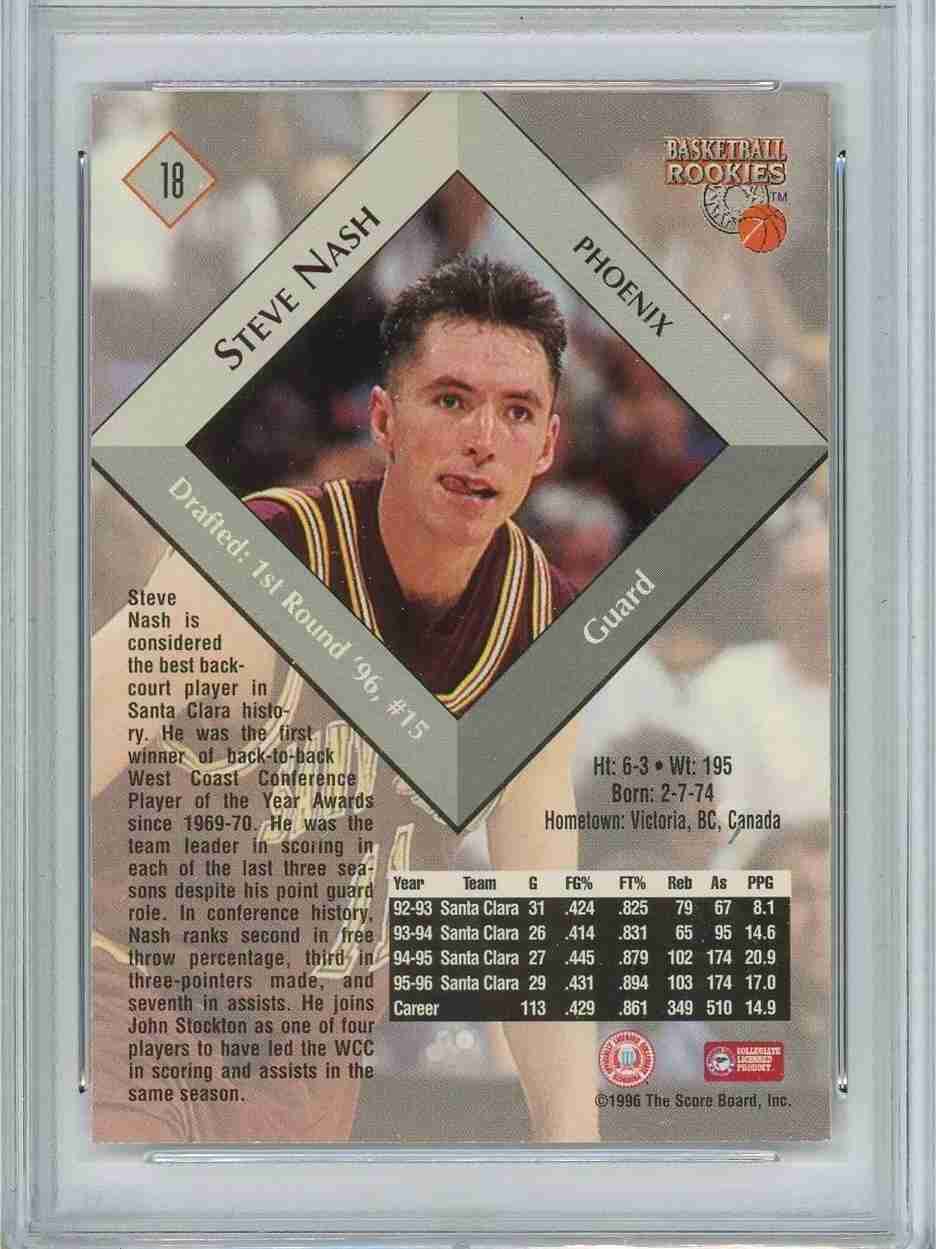 18
BASKETBALL
ROOKIES
TM
STEVE NASH
PHOENIX
Drafted: 1st Round '96, #15
Guard
Steve
Nash is
considered
the best back-
court player in
Santa Clara histo-
ry. He was the first
winner of back-to-back
West Coast Conference
Player of the Year Awards
since 1969-70. He was the
team leader in scoring in
each of the last three sea-
sons despite his point guard
role. In conference history,
Nash ranks second in free
throw percentage, third in
three-pointers made, and
seventh in assists. He joins
John Stockton as one of four
players to have led the WCC
in scoring and assists in the
same season.
Ht: 6-3 • Wt: 195
Born: 2-7-74
Hometown: Victoria, BC, Canada
Year Team G FG% FT% Reb As PPG
92-93 Santa Clara 31 .424 .825 79 67 8.1
93-94 Santa Clara 26 .414 .831 65 95 14.6
94-95 Santa Clara 27 .445 .879 102 174 20.9
95-96 Santa Clara 29 .431 .894 103 174 17.0
Career 113 .429 .861 349 510 14.9
COLLEGIATE
LICENSED
PRODUCT
©1996 The Score Board, Inc.